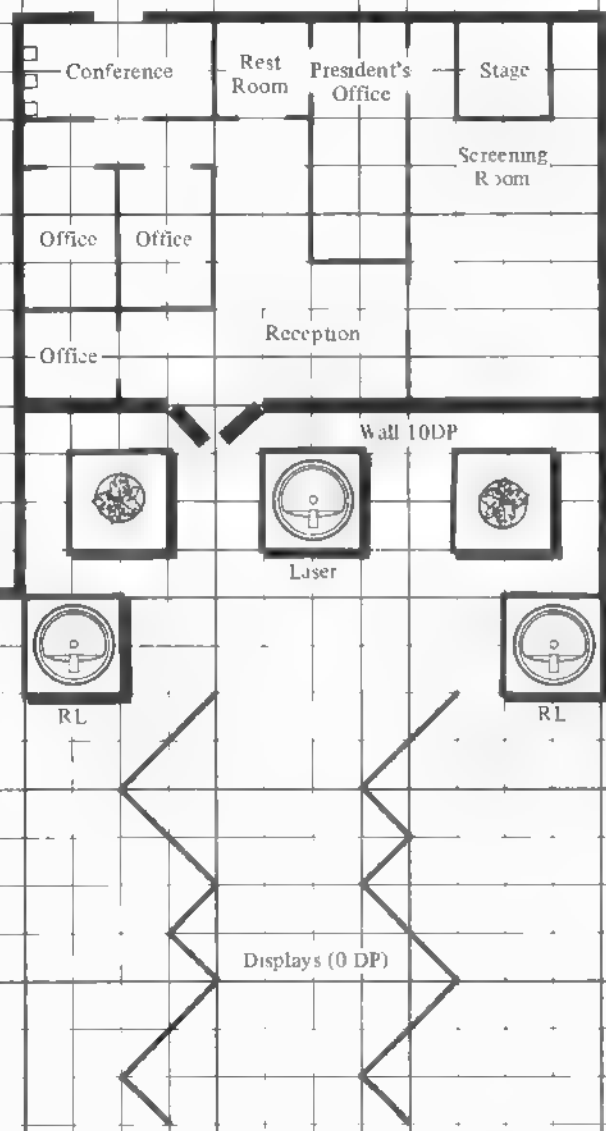 Conference
Rest
Room
President's
Office
Stage
Screening
Room
Office
Office
Reception
Office
Wall 10DP
Laser
RL
RL
Displays (0 DP)